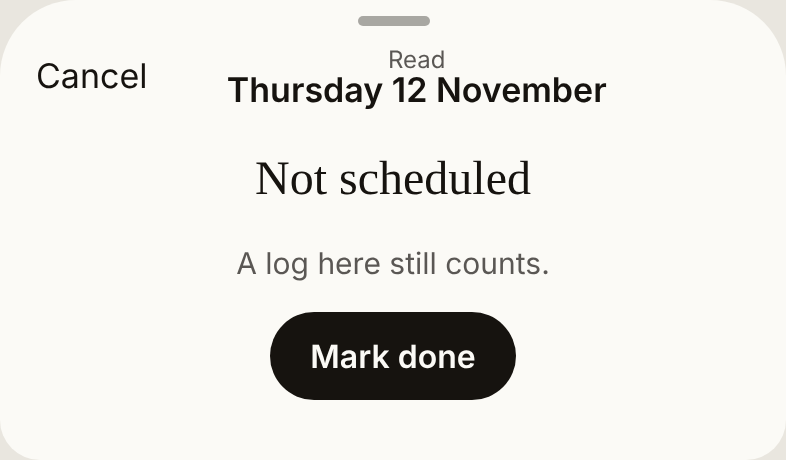 Read
Cancel
Thursday 12 November
Not scheduled
A log here still counts.
Mark done